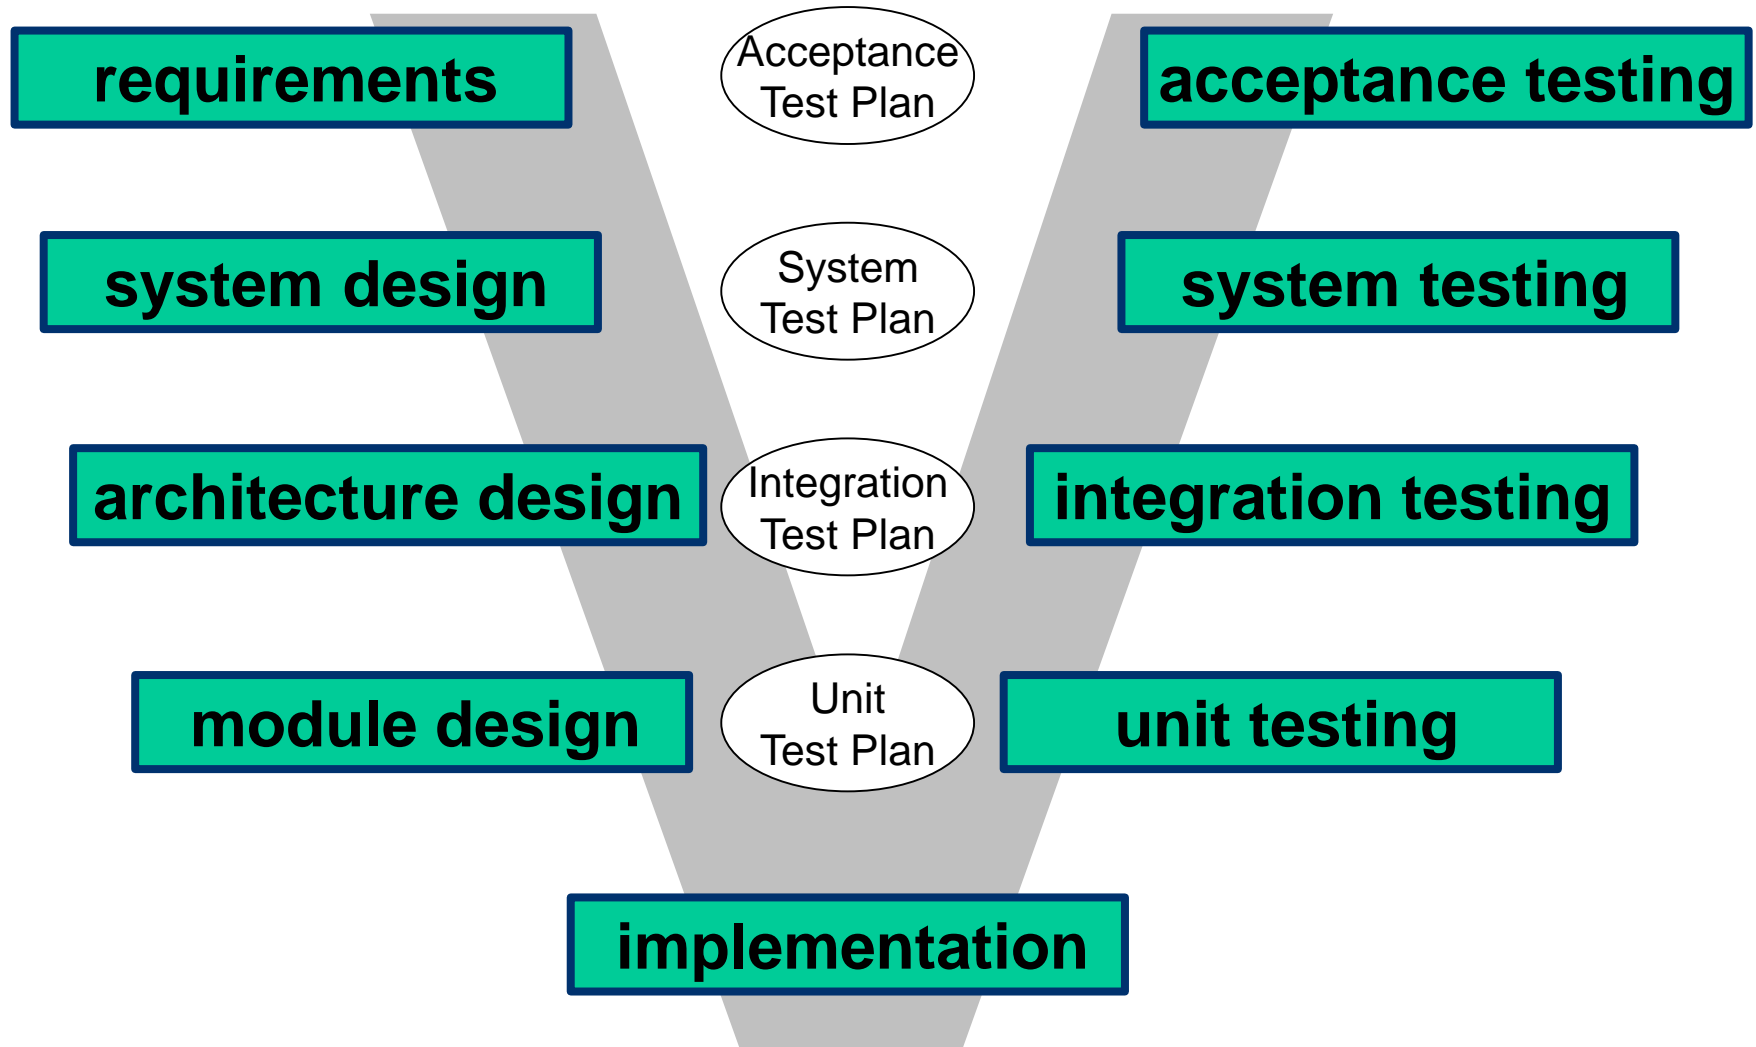 requirements
Acceptance
Test Plan
acceptance testing
system design
System
Test Plan
system testing
architecture design
Integration
Test Plan
integration testing
module design
Unit
Test Plan
unit testing
implementation